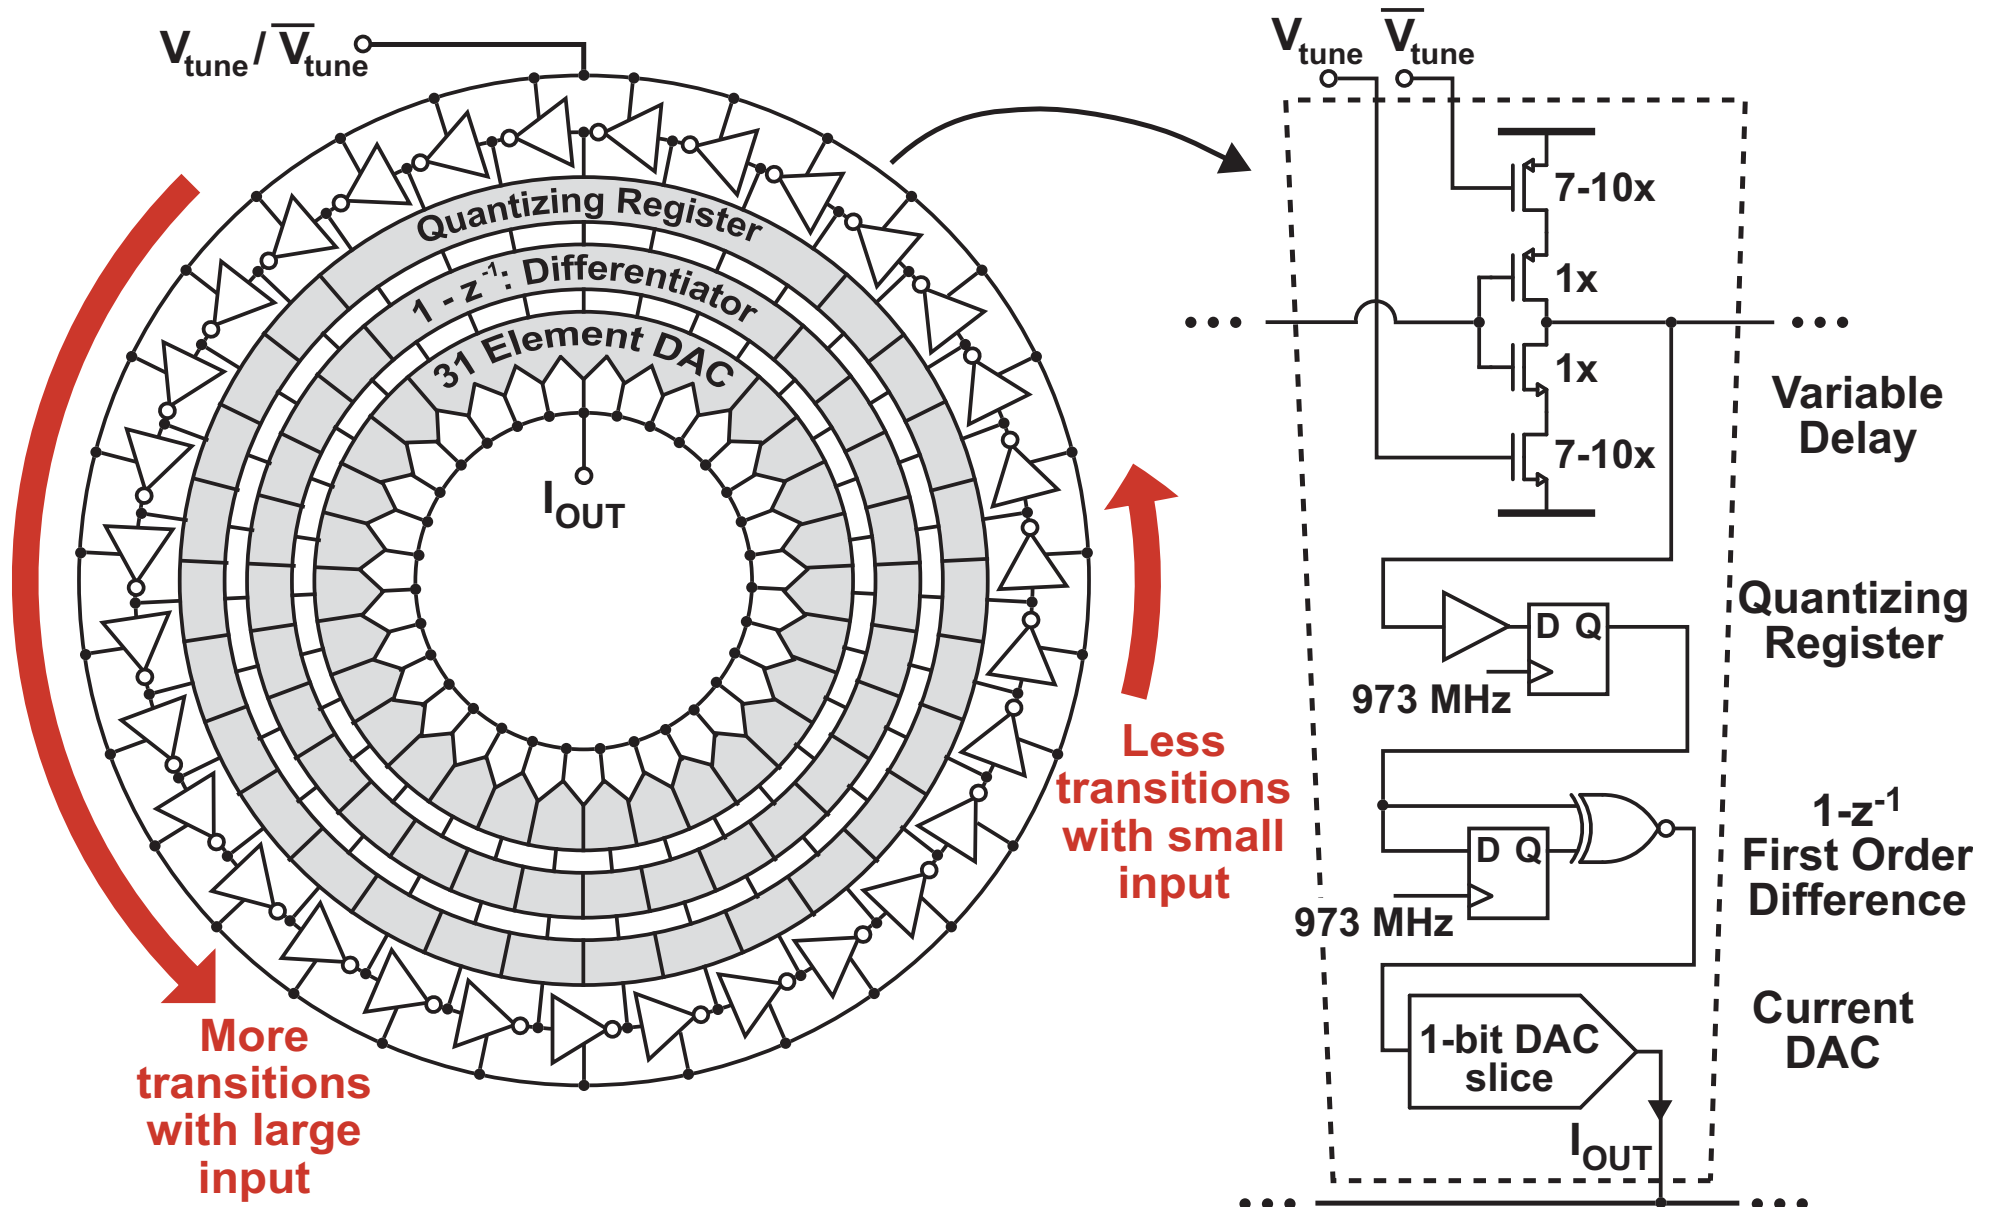 Vtune / V̅tune
Quantizing Register
1 - z⁻¹: Differentiator
31 Element DAC
IOUT
More
transitions
with large
input
Less
transitions
with small
input
Vtune V̅tune
7-10x
1x
1x
7-10x
Variable
Delay
D Q
973 MHz
Quantizing
Register
D Q
973 MHz
1-z⁻¹
First Order
Difference
1-bit DAC
slice
Current
DAC
IOUT